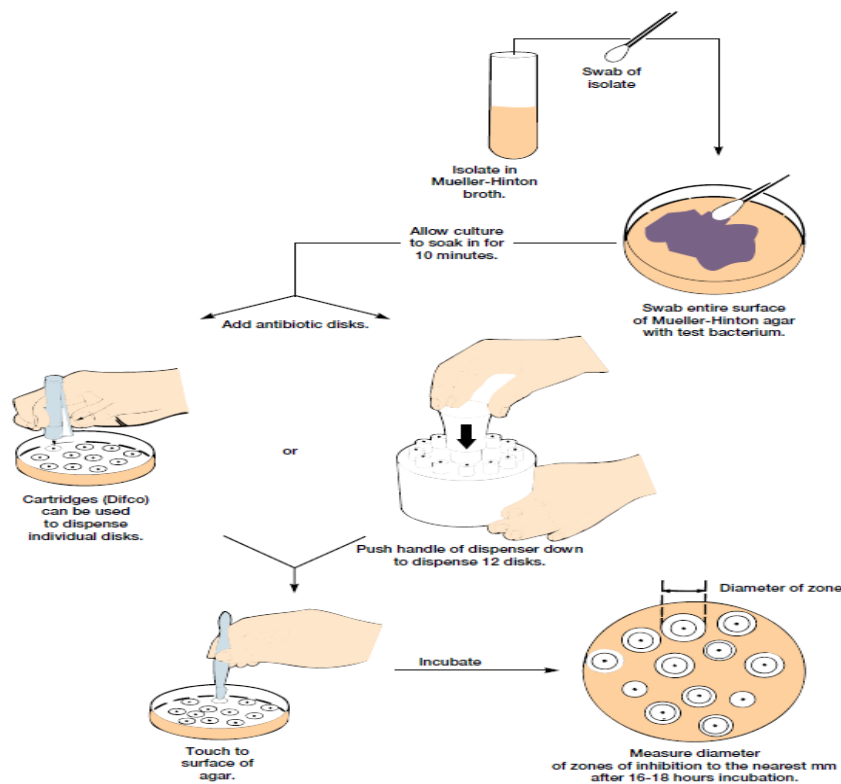 Swab of
isolate
Isolate in
Mueller-Hinton
broth.
Allow culture
to soak in for
10 minutes.
Swab entire surface
of Mueller-Hinton agar
with test bacterium.
Add antibiotic disks.
or
Cartridges (Difco)
can be used
to dispense
individual disks.
Push handle of dispenser down
to dispense 12 disks.
Diameter of zone
Incubate
Touch to
surface of
agar.
Measure diameter
of zones of inhibition to the nearest mm
after 16-18 hours incubation.